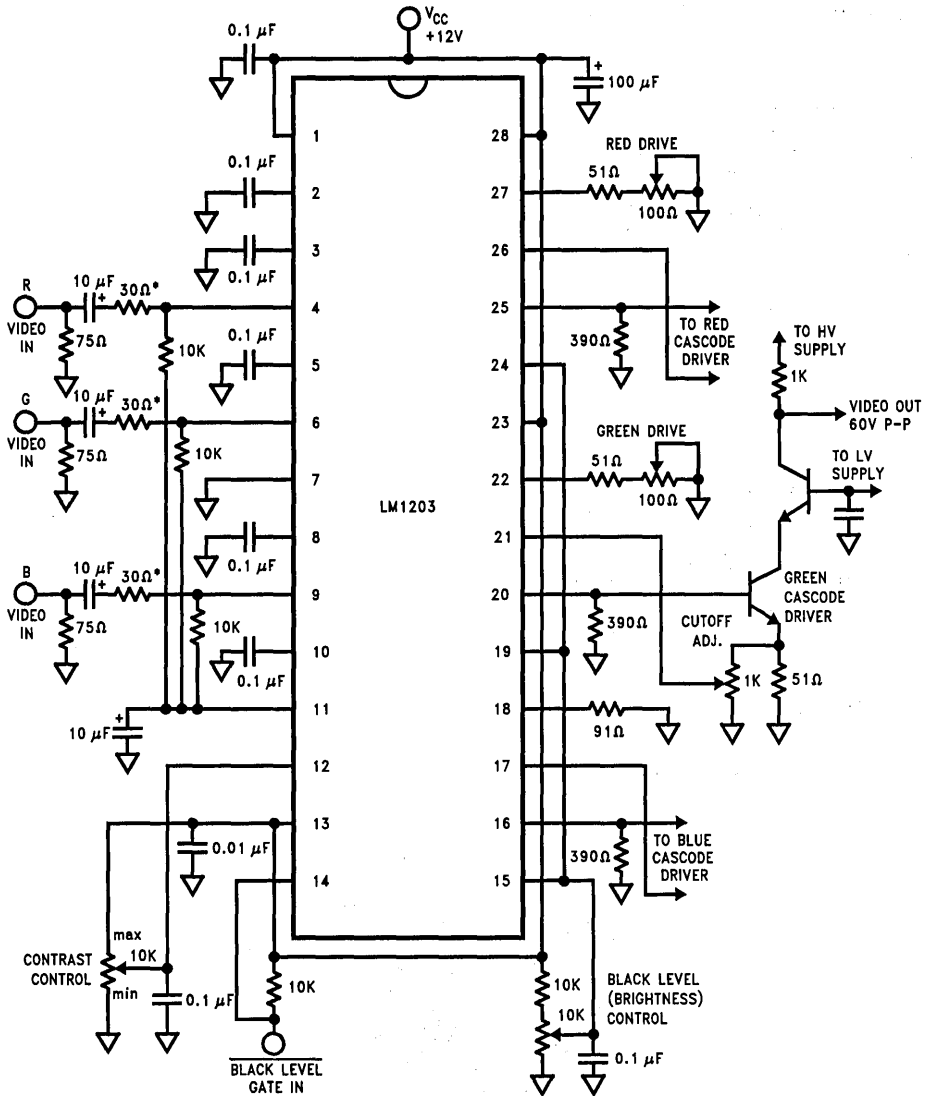 VCC
+12V
0.1 µF
+
100 µF
1
28
RED DRIVE
0.1 µF
51Ω
2
27
100Ω
3
26
0.1 µF
R
10 µF
+
30Ω*
4
25
VIDEO
IN
75Ω
10K
0.1 µF
390Ω
TO RED
CASCODE
DRIVER
TO HV
SUPPLY
5
24
1K
G
10 µF
+
30Ω*
6
23
VIDEO OUT
60V P-P
VIDEO
IN
75Ω
10K
GREEN DRIVE
51Ω
TO LV
SUPPLY
7
22
100Ω
LM1203
8
21
0.1 µF
B
10 µF
+
30Ω*
9
20
GREEN
CASCODE
DRIVER
VIDEO
IN
75Ω
10K
390Ω
CUTOFF
ADJ.
10
19
0.1 µF
1K
51Ω
11
18
+
10 µF
91Ω
12
17
13
16
0.01 µF
390Ω
TO BLUE
CASCODE
DRIVER
14
15
max
CONTRAST
CONTROL
10K
min
0.1 µF
10K
10K
10K
BLACK LEVEL
(BRIGHTNESS)
CONTROL
0.1 µF
BLACK LEVEL
GATE IN